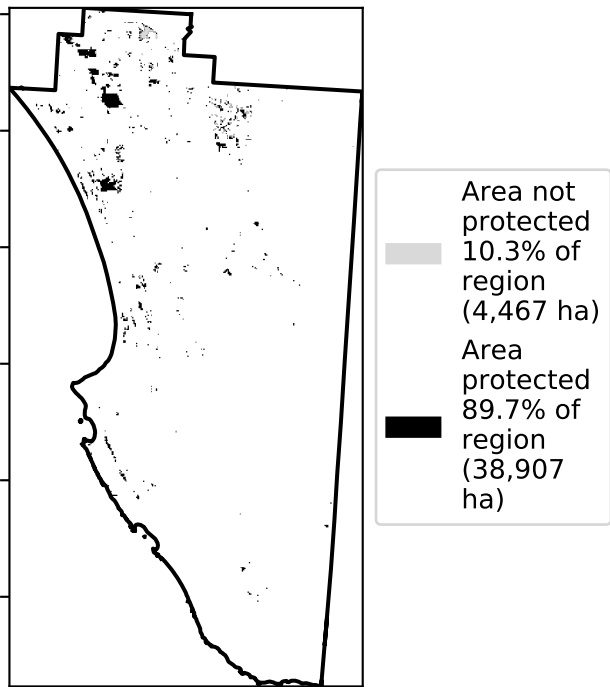 Area not
protected
10.3% of
region
(4,467 ha)
Area
protected
89.7% of
region
(38,907
ha)